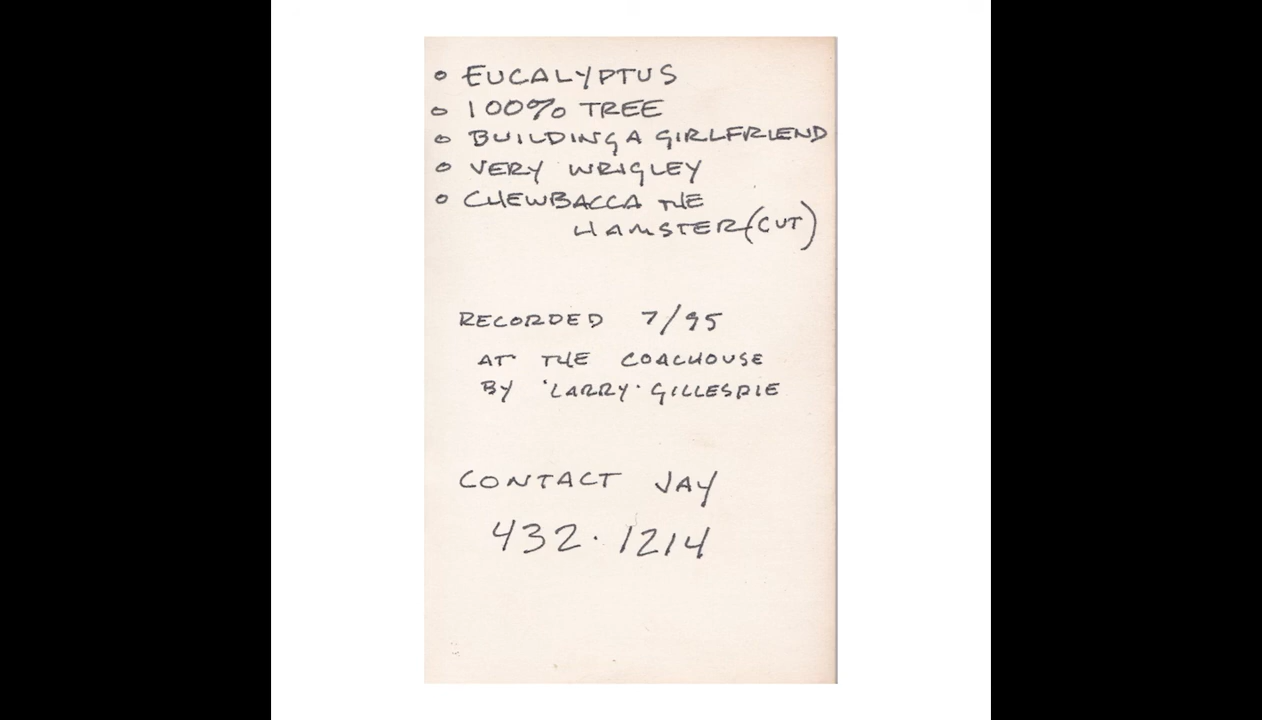 o EUCALYPTUS
o 100% TREE
o BUILDING A GIRLFRIEND
o VERY WRIGLEY
o CHEWBACCA THE
HAMSTER (CUT)
RECORDED 7/95
AT THE COACHOUSE
BY "LARRY" GILLESPIE
CONTACT JAY
432·1214